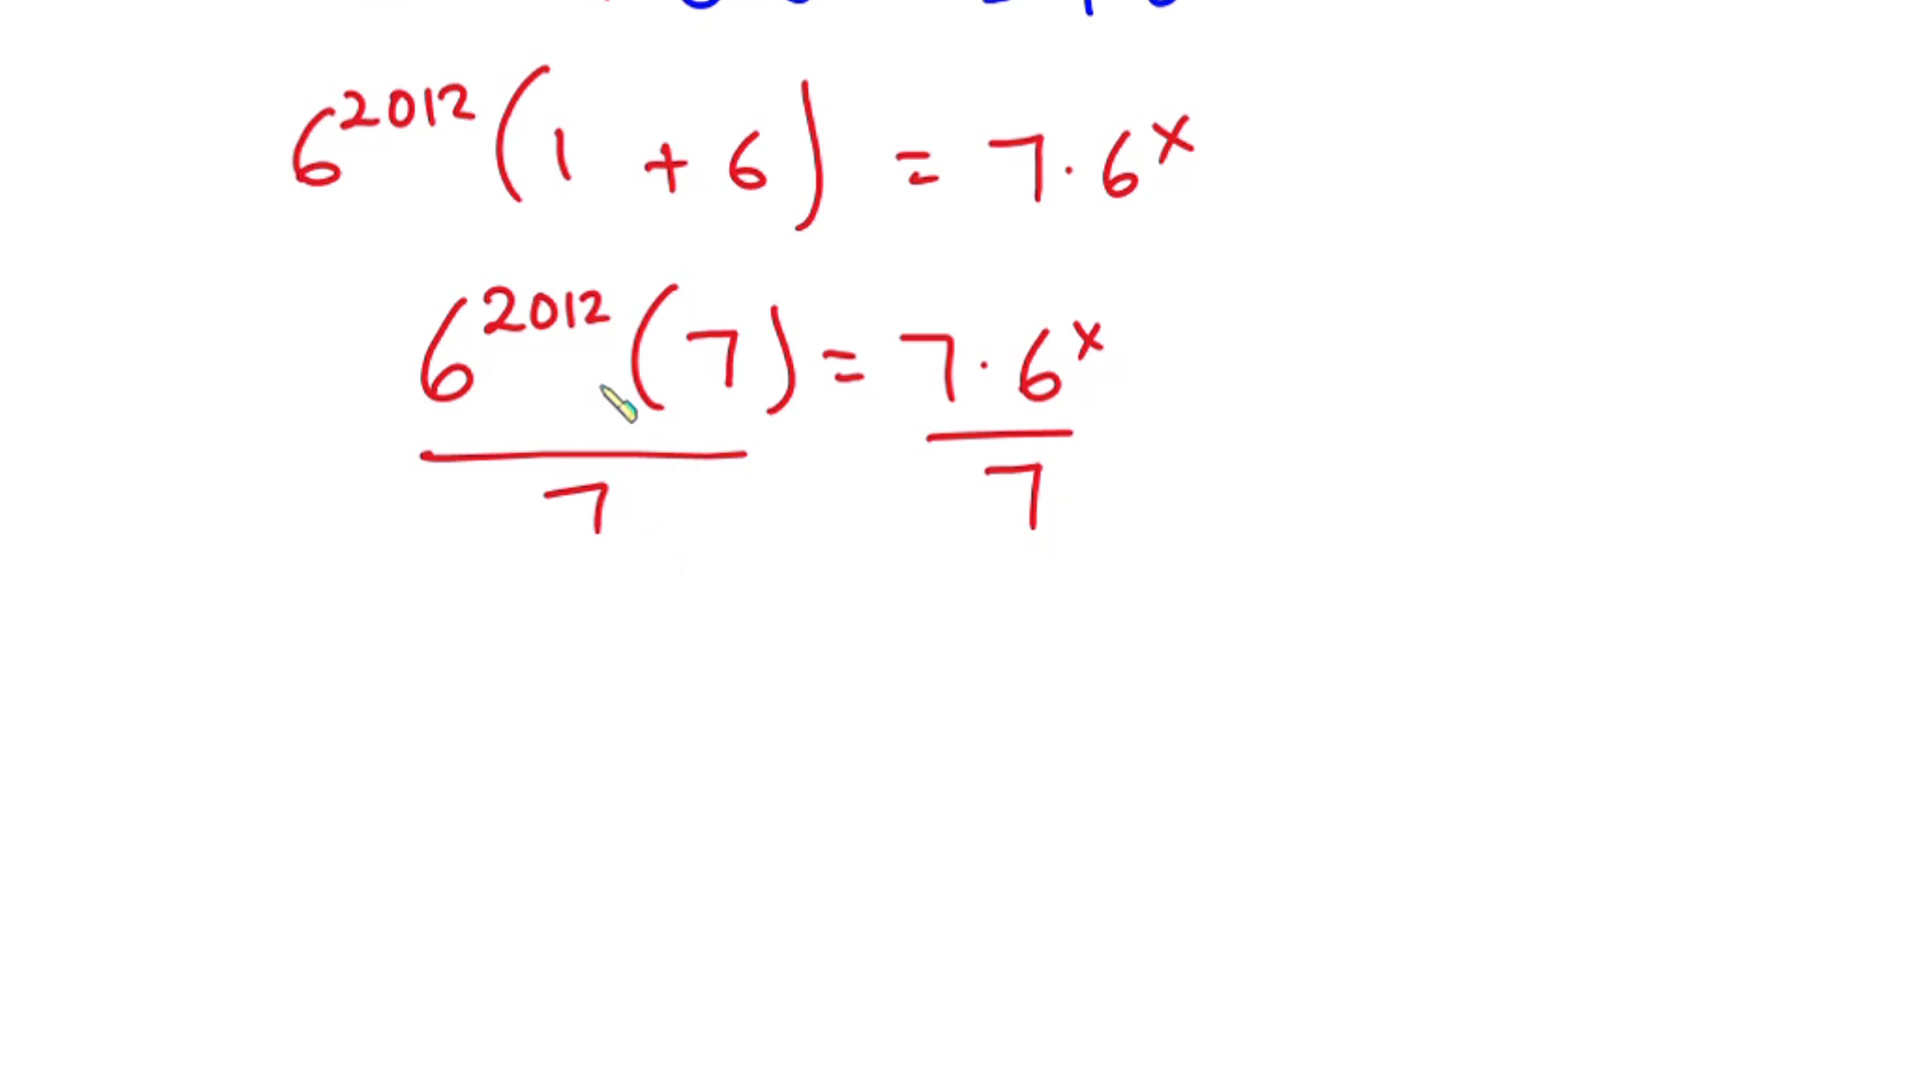 6^2012 (1 + 6) = 7 · 6^x
6^2012 (7) = 7 · 6^x
7 7